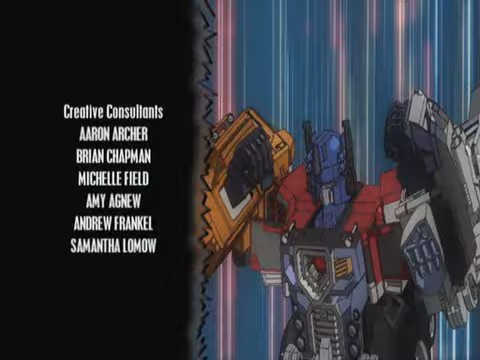 Creative Consultants
AARON ARCHER
BRIAN CHAPMAN
MICHELLE FIELD
AMY AGNEW
ANDREW FRANKEL
SAMANTHA LOMOW